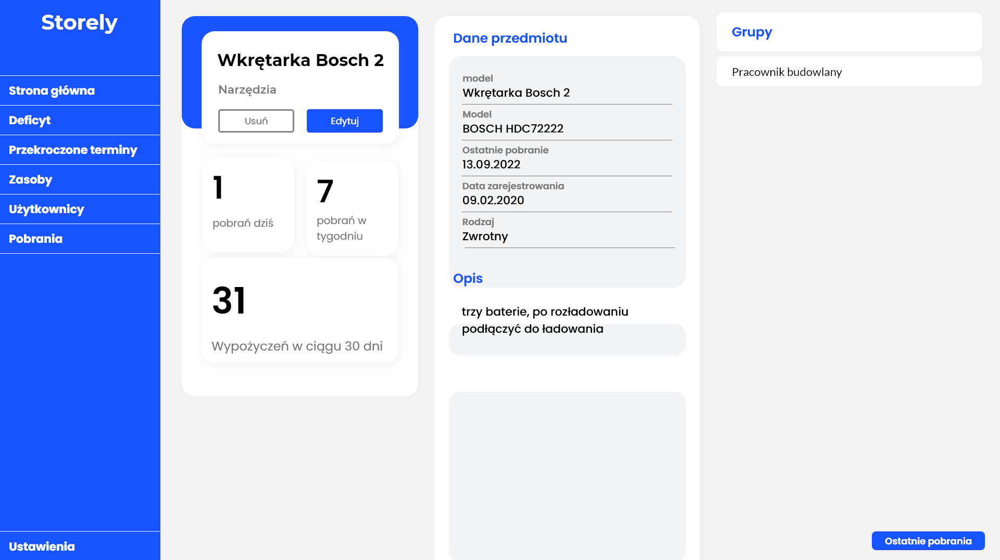 Storely
Strona główna
Deficyt
Przekroczone terminy
Zasoby
Użytkownicy
Pobrania
Ustawienia
Wkrętarka Bosch 2
Narzędzia
Usuń
Edytuj
1
pobrań dziś
7
pobrań w
tygodniu
31
Wypożyczeń w ciągu 30 dni
Dane przedmiotu
model
Wkrętarka Bosch 2
Model
BOSCH HDC72222
Ostatnie pobranie
13.09.2022
Data zarejestrowania
09.02.2020
Rodzaj
Zwrotny
Opis
trzy baterie, po rozładowaniu
podłączyć do ładowania
Grupy
Pracownik budowlany
Ostatnie pobrania